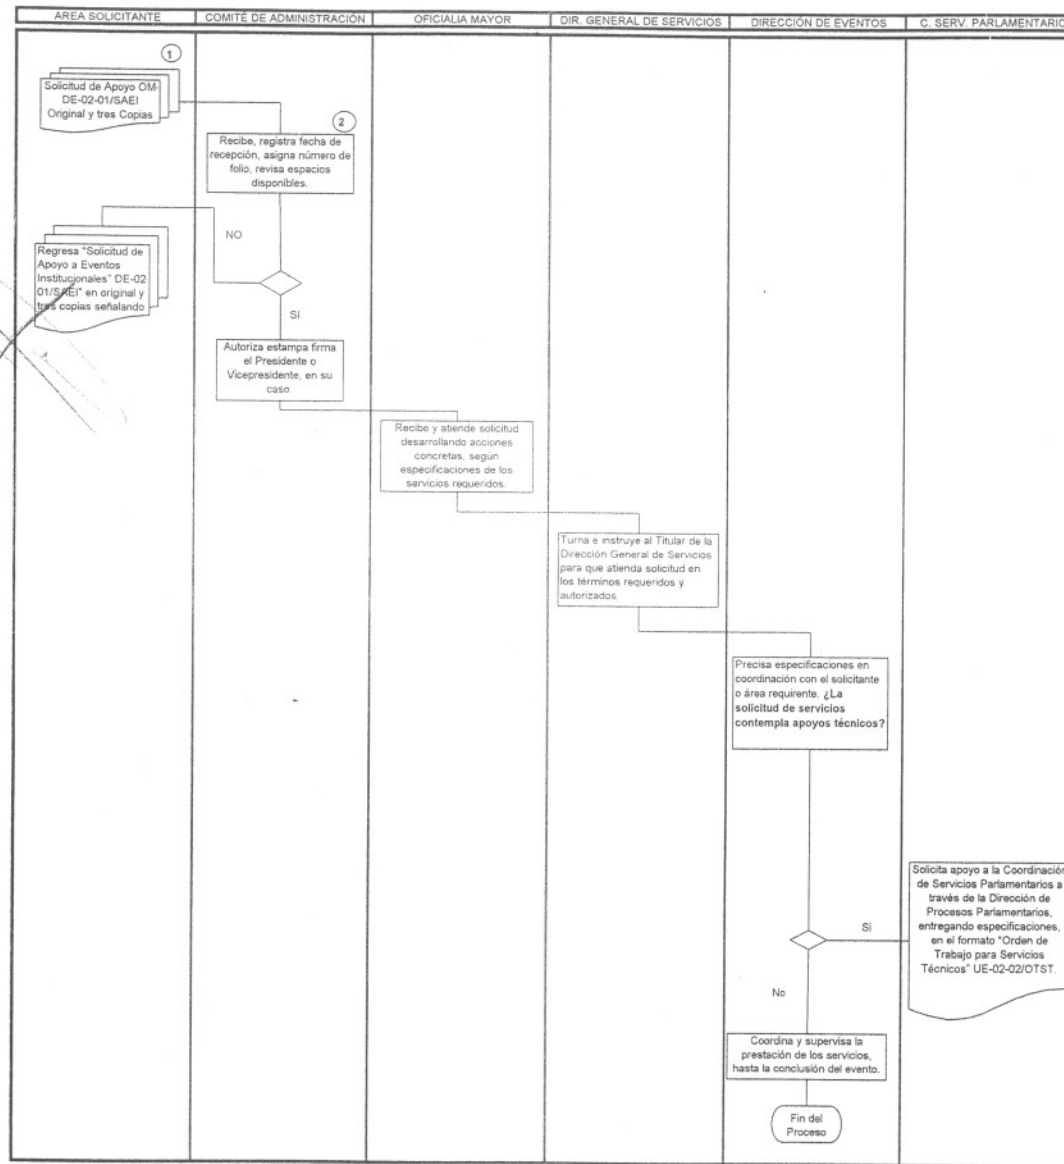 AREA SOLICITANTE
COMITÉ DE ADMINISTRACIÓN
OFICIALIA MAYOR
DIR. GENERAL DE SERVICIOS
DIRECCIÓN DE EVENTOS
C. SERV. PARLAMENTARIO
1
Solicitud de Apoyo OM-
DE-02-01/SAEI
Original y tres Copias
2
Recibe, registra fecha de
recepción, asigna número de
folio, revisa espacios
disponibles.
NO
Regresa "Solicitud de
Apoyo a Eventos
Institucionales" DE-02
01/SAEI" en original y
tres copias señalando
SI
Autoriza estampa firma
el Presidente o
Vicepresidente, en su
caso.
Recibe y atiende solicitud
desarrollando acciones
concretas, según
especificaciones de los
servicios requeridos.
Turna e instruye al Titular de la
Dirección General de Servicios
para que atienda solicitud en
los términos requeridos y
autorizados.
Precisa especificaciones en
coordinación con el solicitante
o área requirente. ¿La
solicitud de servicios
contempla apoyos técnicos?
Si
Solicita apoyo a la Coordinación
de Servicios Parlamentarios a
través de la Dirección de
Procesos Parlamentarios,
entregando especificaciones,
en el formato "Orden de
Trabajo para Servicios
Técnicos" UE-02-02/OTST.
No
Coordina y supervisa la
prestación de los servicios,
hasta la conclusión del evento.
Fin del
Proceso